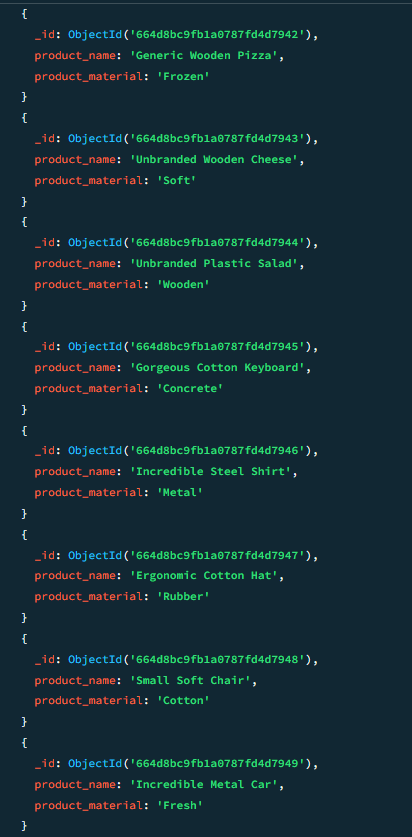 {
_id: ObjectId('664d8bc9fb1a0787fd4d7942'),
product_name: 'Generic Wooden Pizza',
product_material: 'Frozen'
}
{
_id: ObjectId('664d8bc9fb1a0787fd4d7943'),
product_name: 'Unbranded Wooden Cheese',
product_material: 'Soft'
}
{
_id: ObjectId('664d8bc9fb1a0787fd4d7944'),
product_name: 'Unbranded Plastic Salad',
product_material: 'Wooden'
}
{
_id: ObjectId('664d8bc9fb1a0787fd4d7945'),
product_name: 'Gorgeous Cotton Keyboard',
product_material: 'Concrete'
}
{
_id: ObjectId('664d8bc9fb1a0787fd4d7946'),
product_name: 'Incredible Steel Shirt',
product_material: 'Metal'
}
{
_id: ObjectId('664d8bc9fb1a0787fd4d7947'),
product_name: 'Ergonomic Cotton Hat',
product_material: 'Rubber'
}
{
_id: ObjectId('664d8bc9fb1a0787fd4d7948'),
product_name: 'Small Soft Chair',
product_material: 'Cotton'
}
{
_id: ObjectId('664d8bc9fb1a0787fd4d7949'),
product_name: 'Incredible Metal Car',
product_material: 'Fresh'
}